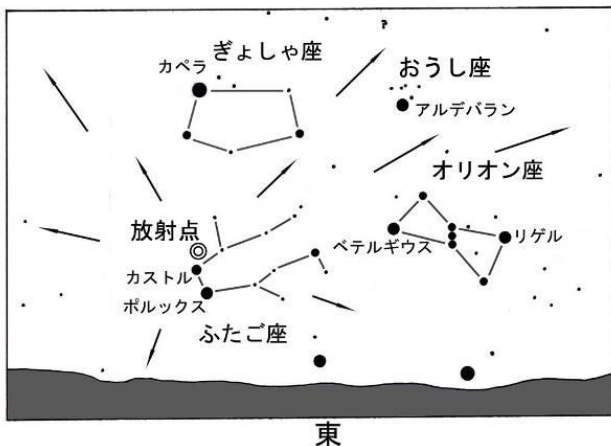 ?
ぎょしゃ座
カペラ
おうし座
アルデバラン
オリオン座
放射点
ベテルギウス
リゲル
カストル
ポルックス
ふたご座
東